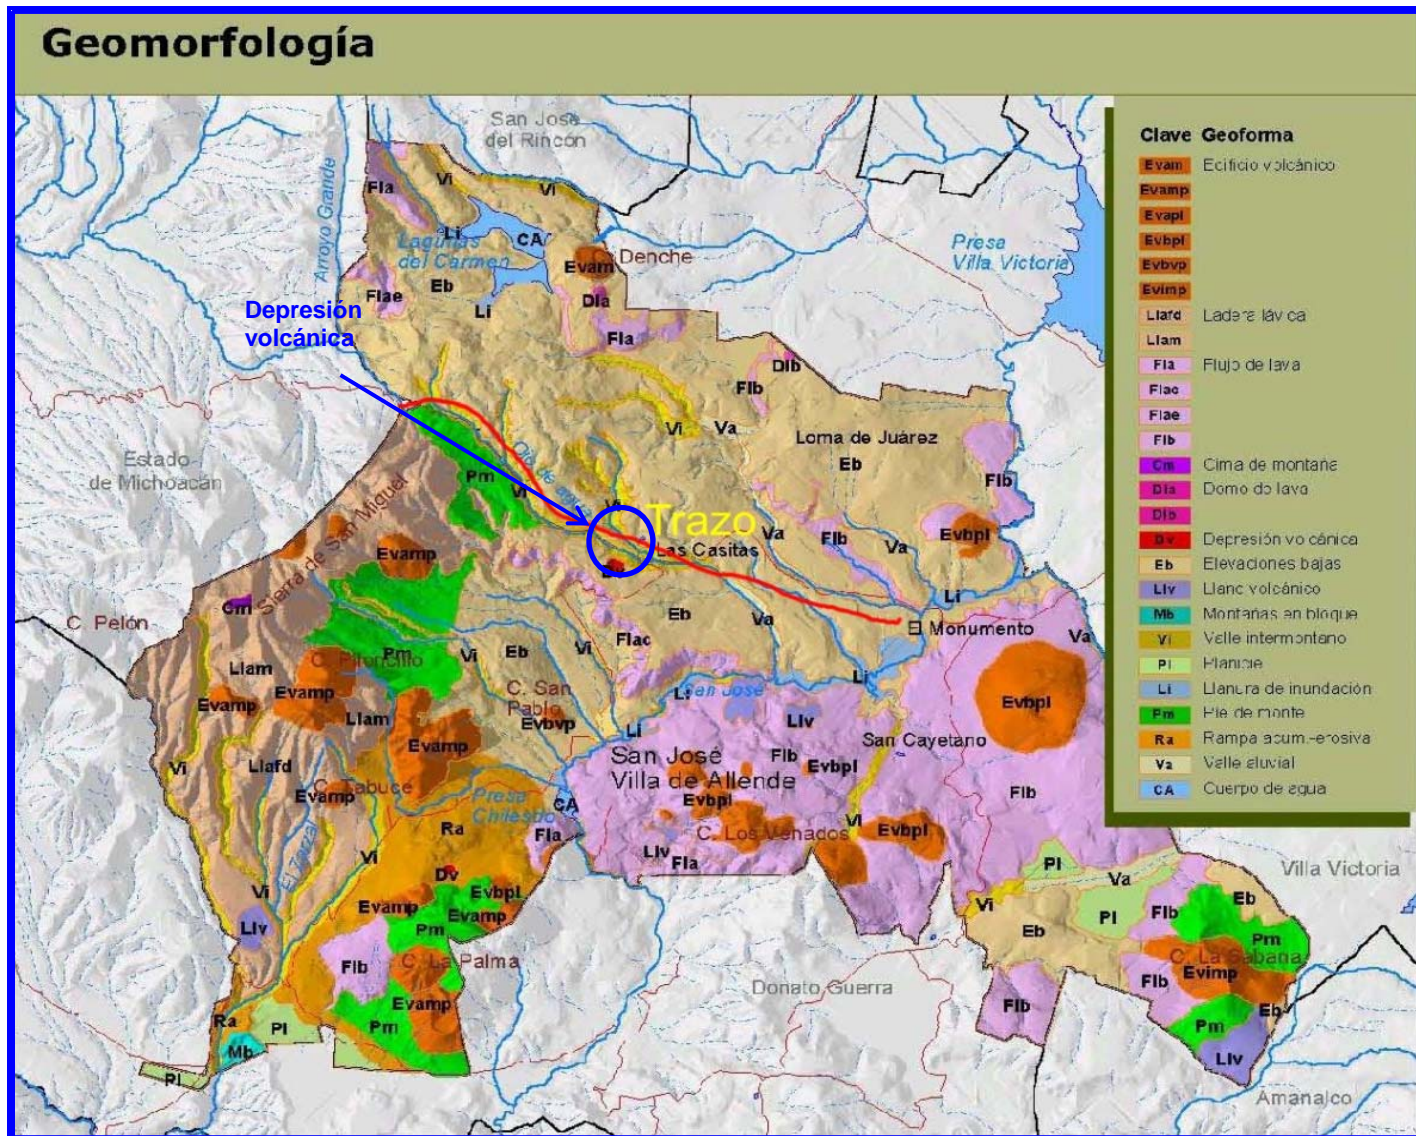 Geomorfología
San José
del Rincón
Arroyo Grande
Fla
Vi
Vi
Li
Lagunas
del Carmen
CA
Evam
C. Denche
Presa
Villa Victoria
Flae
Eb
Li
Dla
Fla
Depresión
volcánica
Dlb
Flb
Vi
Va
Loma de Juárez
Eb
Flb
Estado
de Michoacán
Pm
Vi
Vi
Trazo
Las Casitas
Va
Flb
Va
Evbpl
Sierra de San Miguel
Evamp
Cm
C. Pelón
Eb
Va
Li
El Monumento
Va
Flac
Llam
Pm
Vi
Eb
Vi
C. San
Pablo
Evbvp
Evamp
Evamp
Llam
Evamp
Li
San José
Li
Li
Llv
Evbpl
San José
Villa de Allende
Flb
Evbpl
San Cayetano
Flb
Vi
Llafd
Evamp
Presa
CA
Evbpl
C. Los Venados
Vi
Evbpl
Ra
Fla
Llv
Fla
Vi
Vi
Dv
Evamp
Evbpl
Evamp
Pm
Llv
Flb
C. La Palma
Evamp
Pm
Ra
Pl
Mb
Pl
Pl
Va
Villa Victoria
Vi
Pl
Flb
Eb
Eb
Pm
C. La Sabana
Flb
Evimp
Donato Guerra
Flb
Eb
Pm
Llv
Amanalco
Clave Geoforma
Evam Edificio volcánico
Evamp
Evapl
Evbpl
Evbvp
Evimp
Llafd Ladera lávica
Llam
Fla Flujo de lava
Flac
Flae
Flb
Cm Cima de montaña
Dla Domo de lava
Dlb
Dv Depresión volcánica
Eb Elevaciones bajas
Llv Llano volcánico
Mb Montañas en bloque
Vi Valle intermontano
Pl Planicie
Li Llanura de inundación
Pm Pie de monte
Ra Rampa acum.-erosiva
Va Valle aluvial
CA Cuerpo de agua